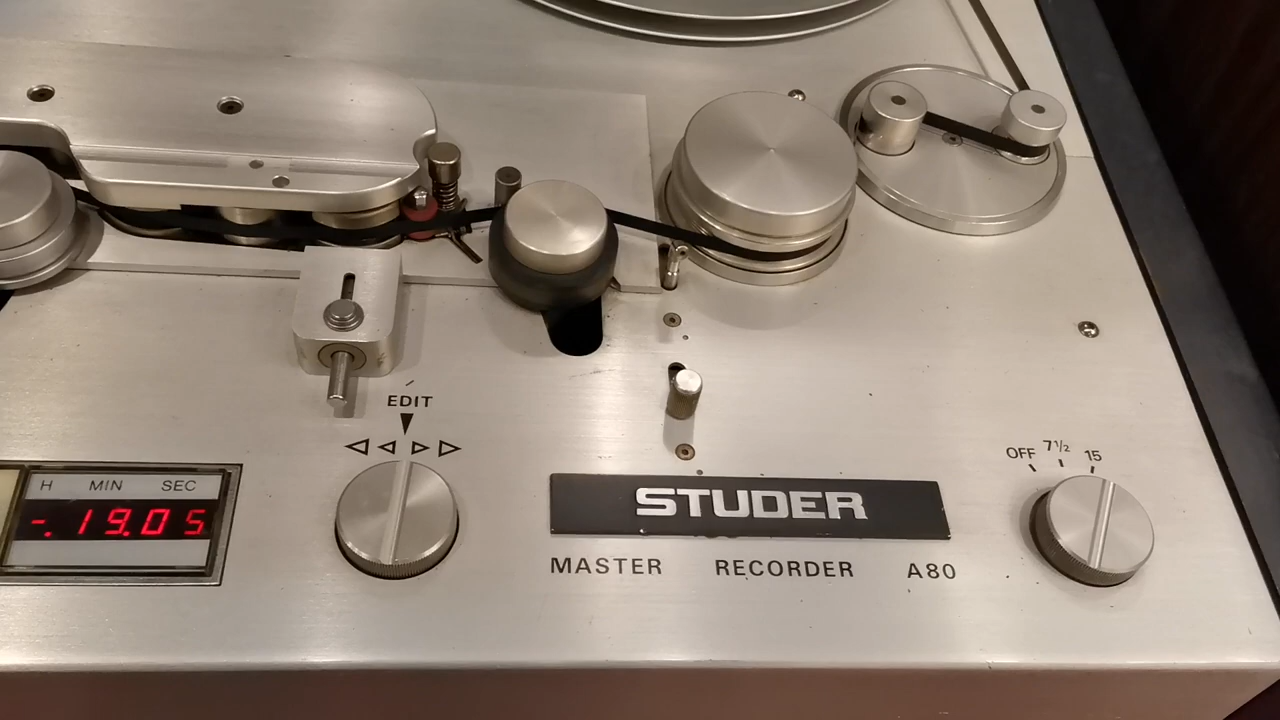 EDIT
OFF 7½ 15
H MIN SEC
-.19.05
STUDER
MASTER RECORDER A80